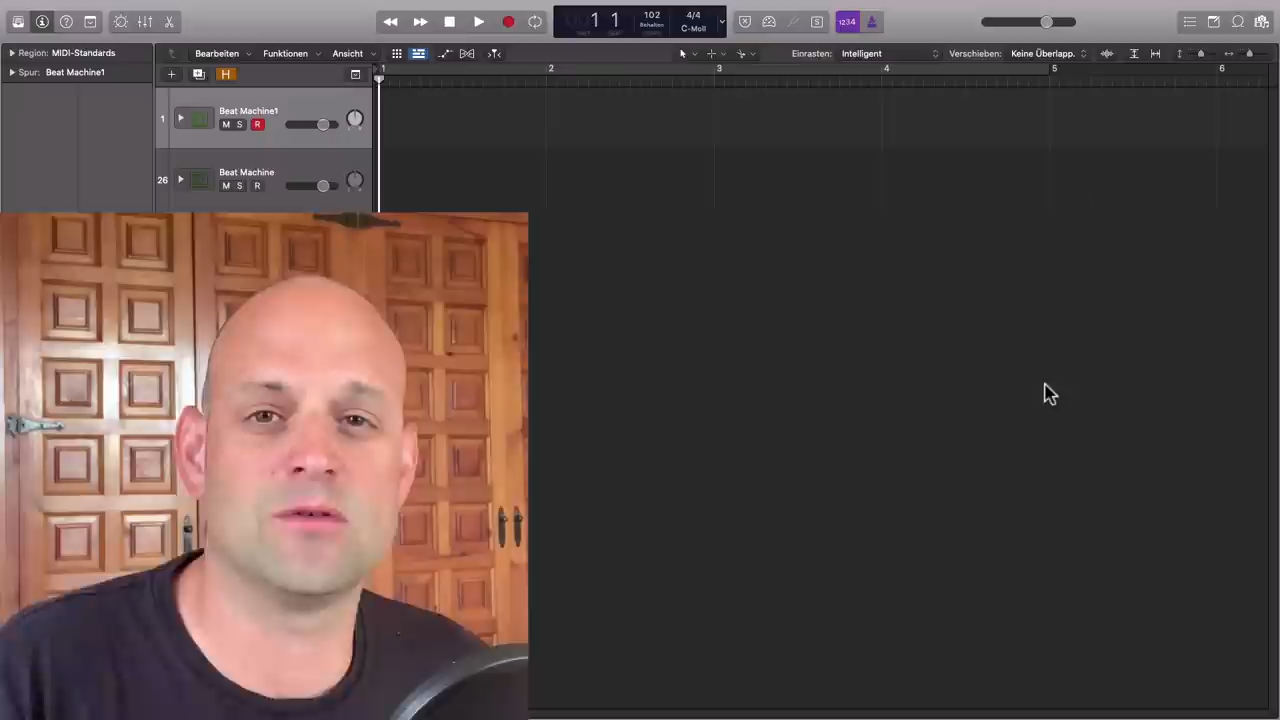 1 1
102
Behalten
4/4
C-Moll
S
1234
Region: MIDI-Standards
Bearbeiten
Funktionen
Ansicht
Einrasten: Intelligent
Verschieben: Keine Überlapp.
Spur: Beat Machine1
H
1
2
3
4
5
6
1
Beat Machine1
M S R
26
Beat Machine
M S R